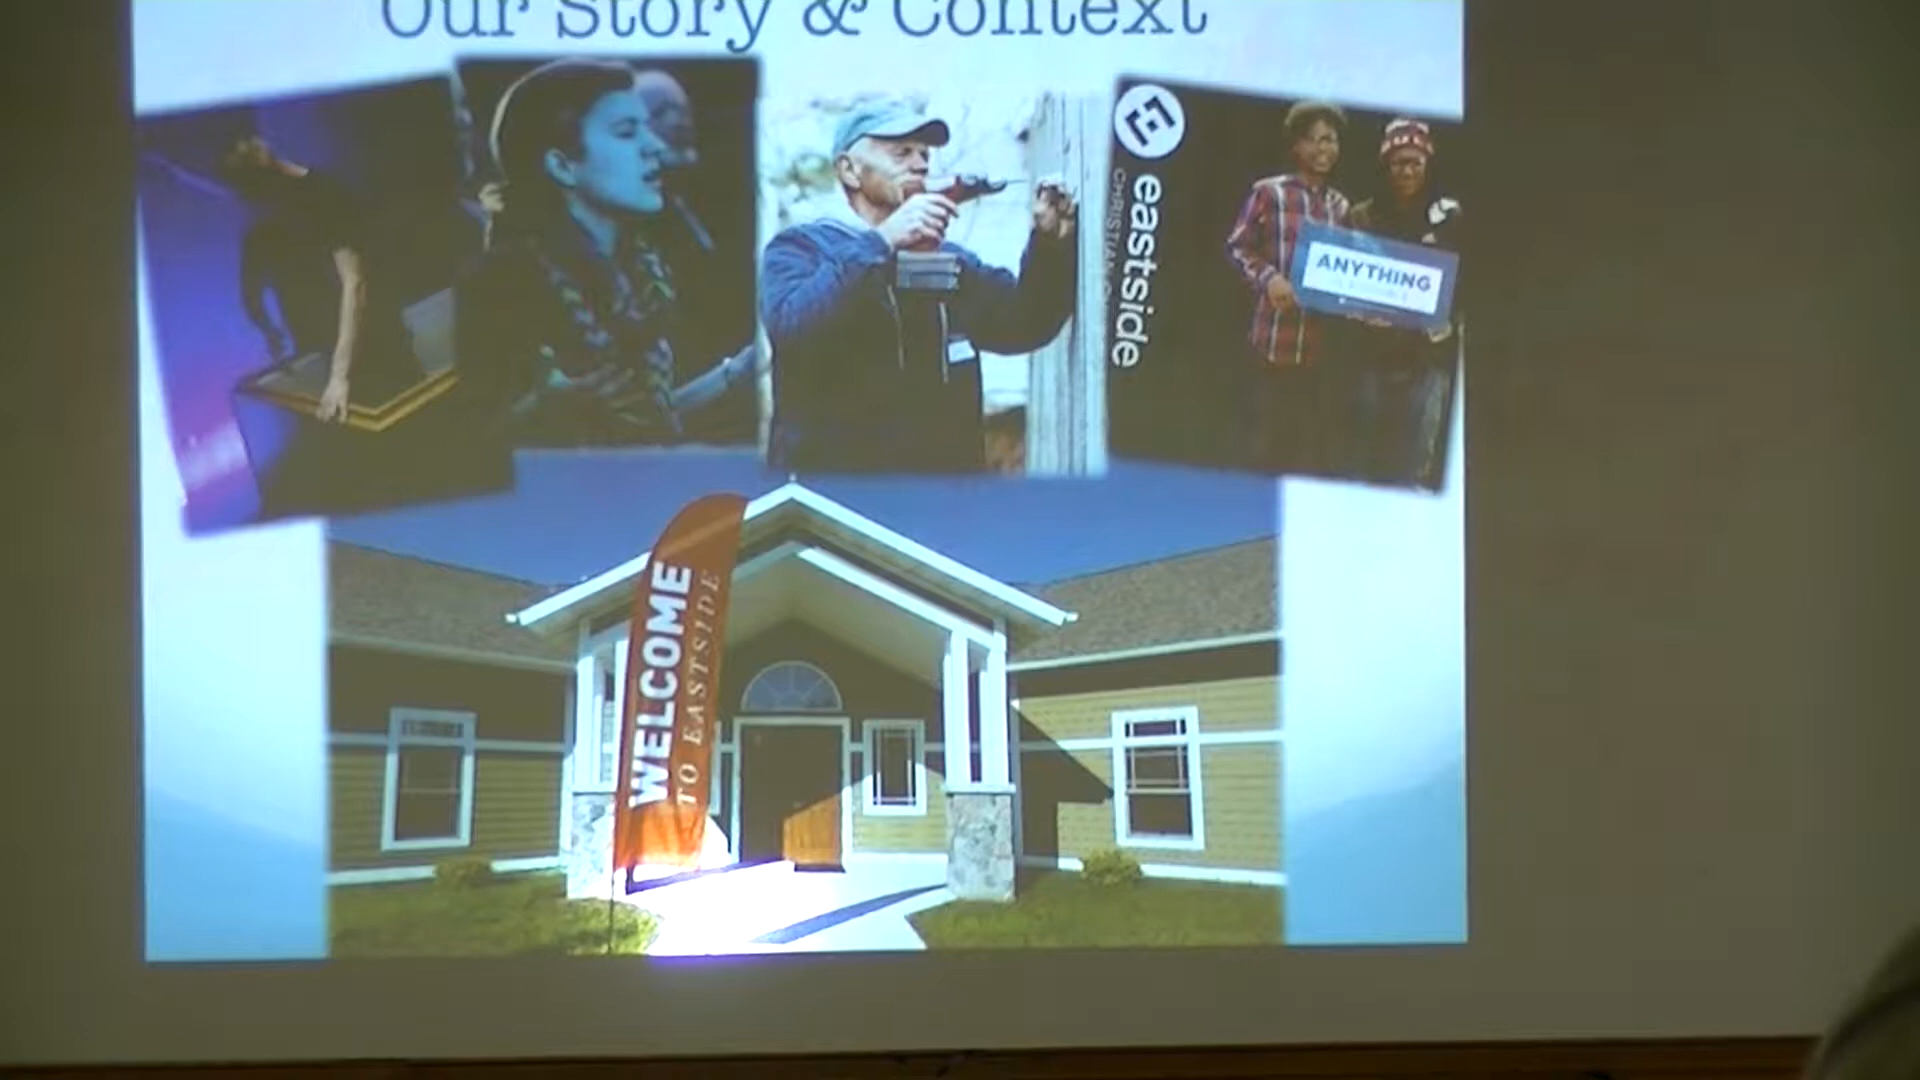 Our Story & Context
eastside
CHRISTIAN
ANYTHING
WELCOME
TO EASTSIDE